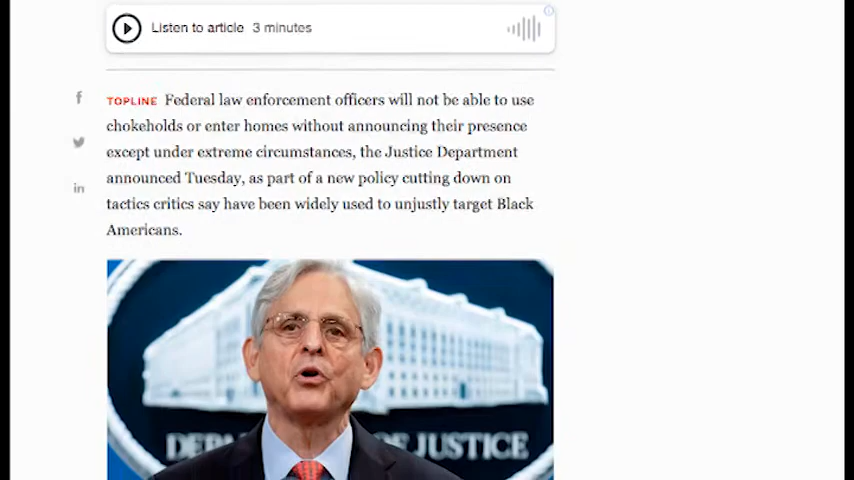 Listen to article 3 minutes
TOPLINE Federal law enforcement officers will not be able to use
chokeholds or enter homes without announcing their presence
except under extreme circumstances, the Justice Department
announced Tuesday, as part of a new policy cutting down on
tactics critics say have been widely used to unjustly target Black
Americans.
DEPAR OF JUSTICE